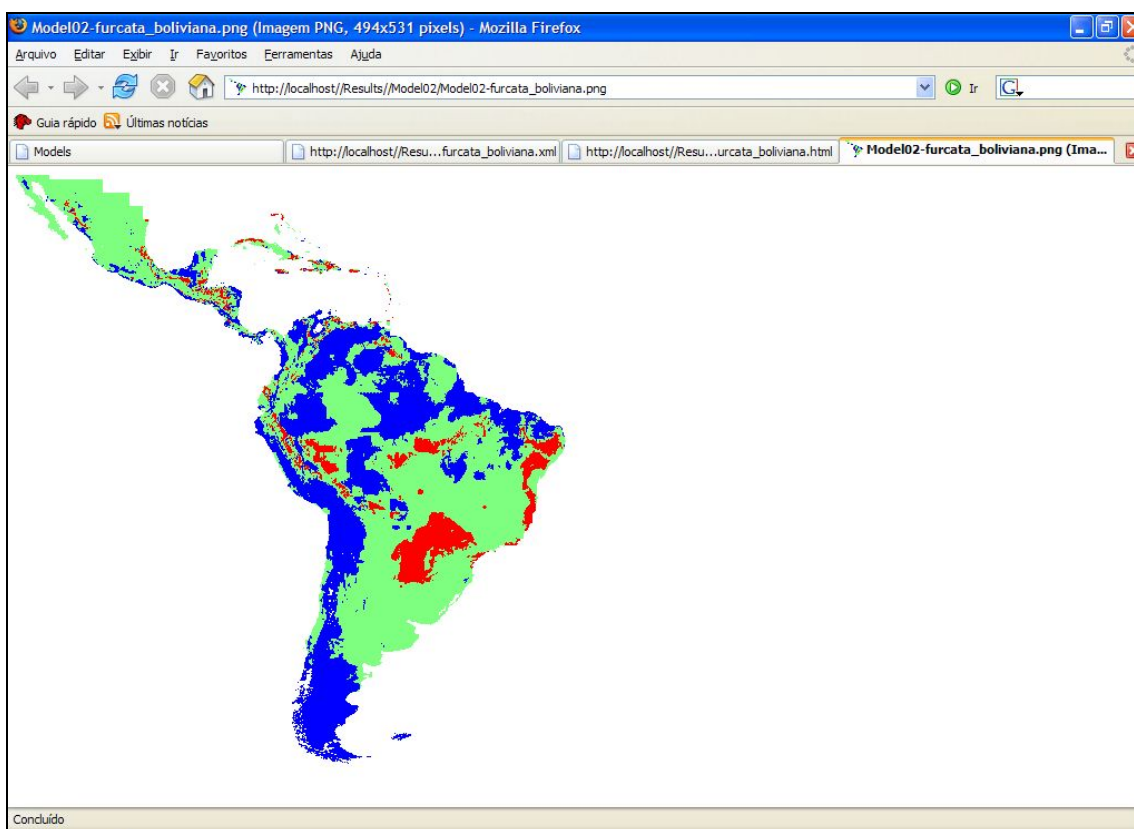 Model02-furcata_boliviana.png (Imagem PNG, 494x531 pixels) - Mozilla Firefox
Arquivo Editar Exibir Ir Favoritos Ferramentas Ajuda
http://localhost//Results//Model02/Model02-furcata_boliviana.png Ir G
Guia rápido Últimas notícias
Models http://localhost//Resu...furcata_boliviana.xml http://localhost//Resu...urcata_boliviana.html Model02-furcata_boliviana.png (Ima...
Concluído